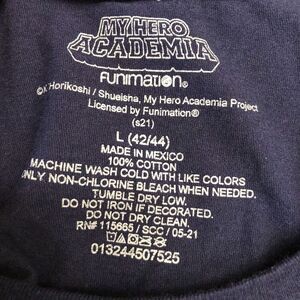 MY HERO
ACADEMIA
FUNIMATION®
©K Horikoshi / Shueisha, My Hero Academia Project
Licensed by Funimation®
(s21)
L (42/44)
MADE IN MEXICO
100% COTTON
MACHINE WASH COLD WITH LIKE COLORS
ONLY NON-CHLORINE BLEACH WHEN NEEDED.
TUMBLE DRY LOW.
DO NOT IRON IF DECORATED.
DO NOT DRY CLEAN.
RN# 115665 / SCC / 05-21
013244507525